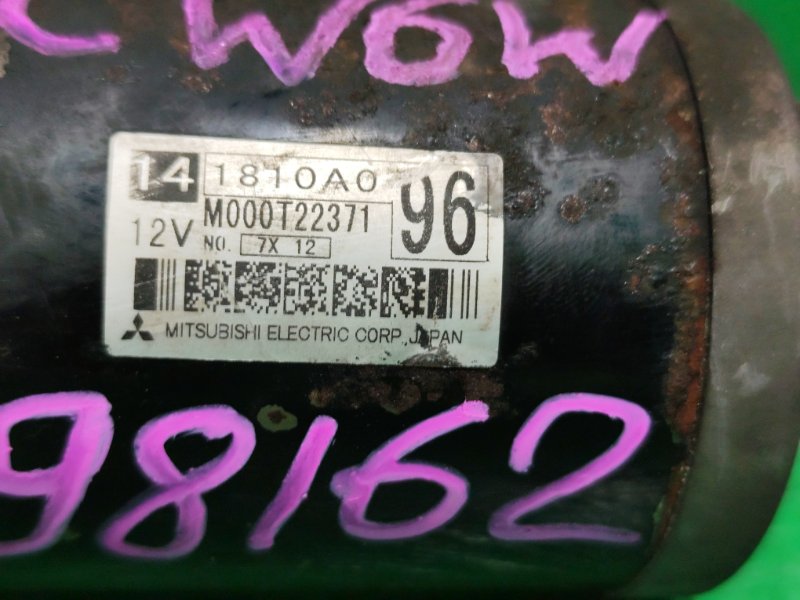 CW6W
14 1810A0 96
M000T22371
12V NO. 7X 12
MITSUBISHI ELECTRIC CORP., JAPAN
98162